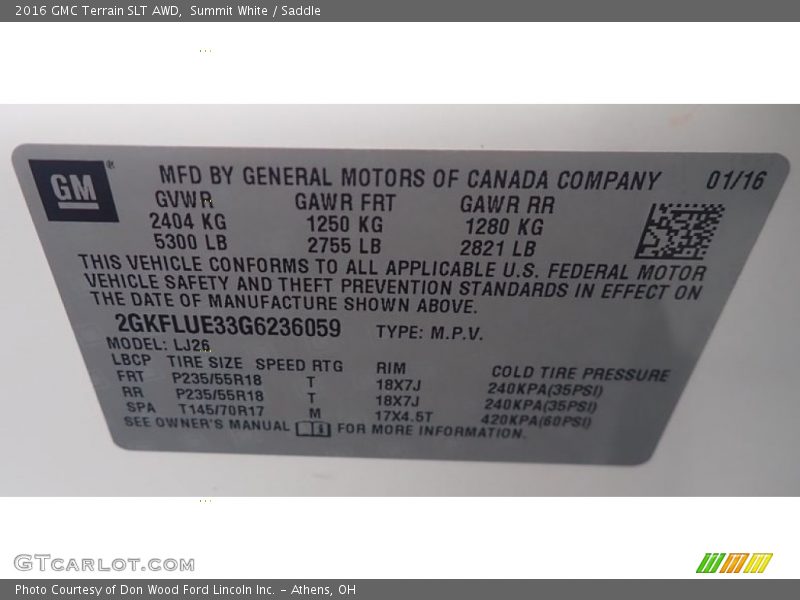 2016 GMC Terrain SLT AWD, Summit White / Saddle
GM®
MFD BY GENERAL MOTORS OF CANADA COMPANY 01/16
GVWR GAWR FRT GAWR RR
2404 KG 1250 KG 1280 KG
5300 LB 2755 LB 2821 LB
THIS VEHICLE CONFORMS TO ALL APPLICABLE U.S. FEDERAL MOTOR
VEHICLE SAFETY AND THEFT PREVENTION STANDARDS IN EFFECT ON
THE DATE OF MANUFACTURE SHOWN ABOVE.
2GKFLUE33G6236059 TYPE: M.P.V.
MODEL: LJ26
LBCP TIRE SIZE SPEED RTG RIM COLD TIRE PRESSURE
FRT P235/55R18 T 18X7J 240KPA(35PSI)
RR P235/55R18 T 18X7J 240KPA(35PSI)
SPA T145/70R17 M 17X4.5T 420KPA(60PSI)
SEE OWNER'S MANUAL FOR MORE INFORMATION.
GTCARLOT.COM
Photo Courtesy of Don Wood Ford Lincoln Inc. - Athens, OH